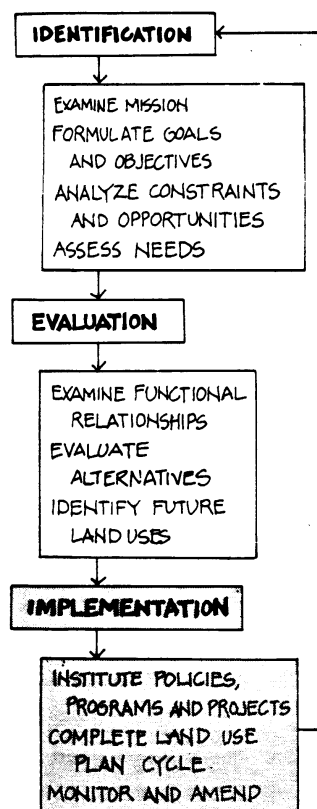 IDENTIFICATION
EXAMINE MISSION
FORMULATE GOALS
AND OBJECTIVES
ANALYZE CONSTRAINTS
AND OPPORTUNITIES
ASSESS NEEDS
EVALUATION
EXAMINE FUNCTIONAL
RELATIONSHIPS
EVALUATE
ALTERNATIVES
IDENTIFY FUTURE
LAND USES
IMPLEMENTATION
INSTITUTE POLICIES,
PROGRAMS AND PROJECTS
COMPLETE LAND USE
PLAN CYCLE.
MONITOR AND AMEND